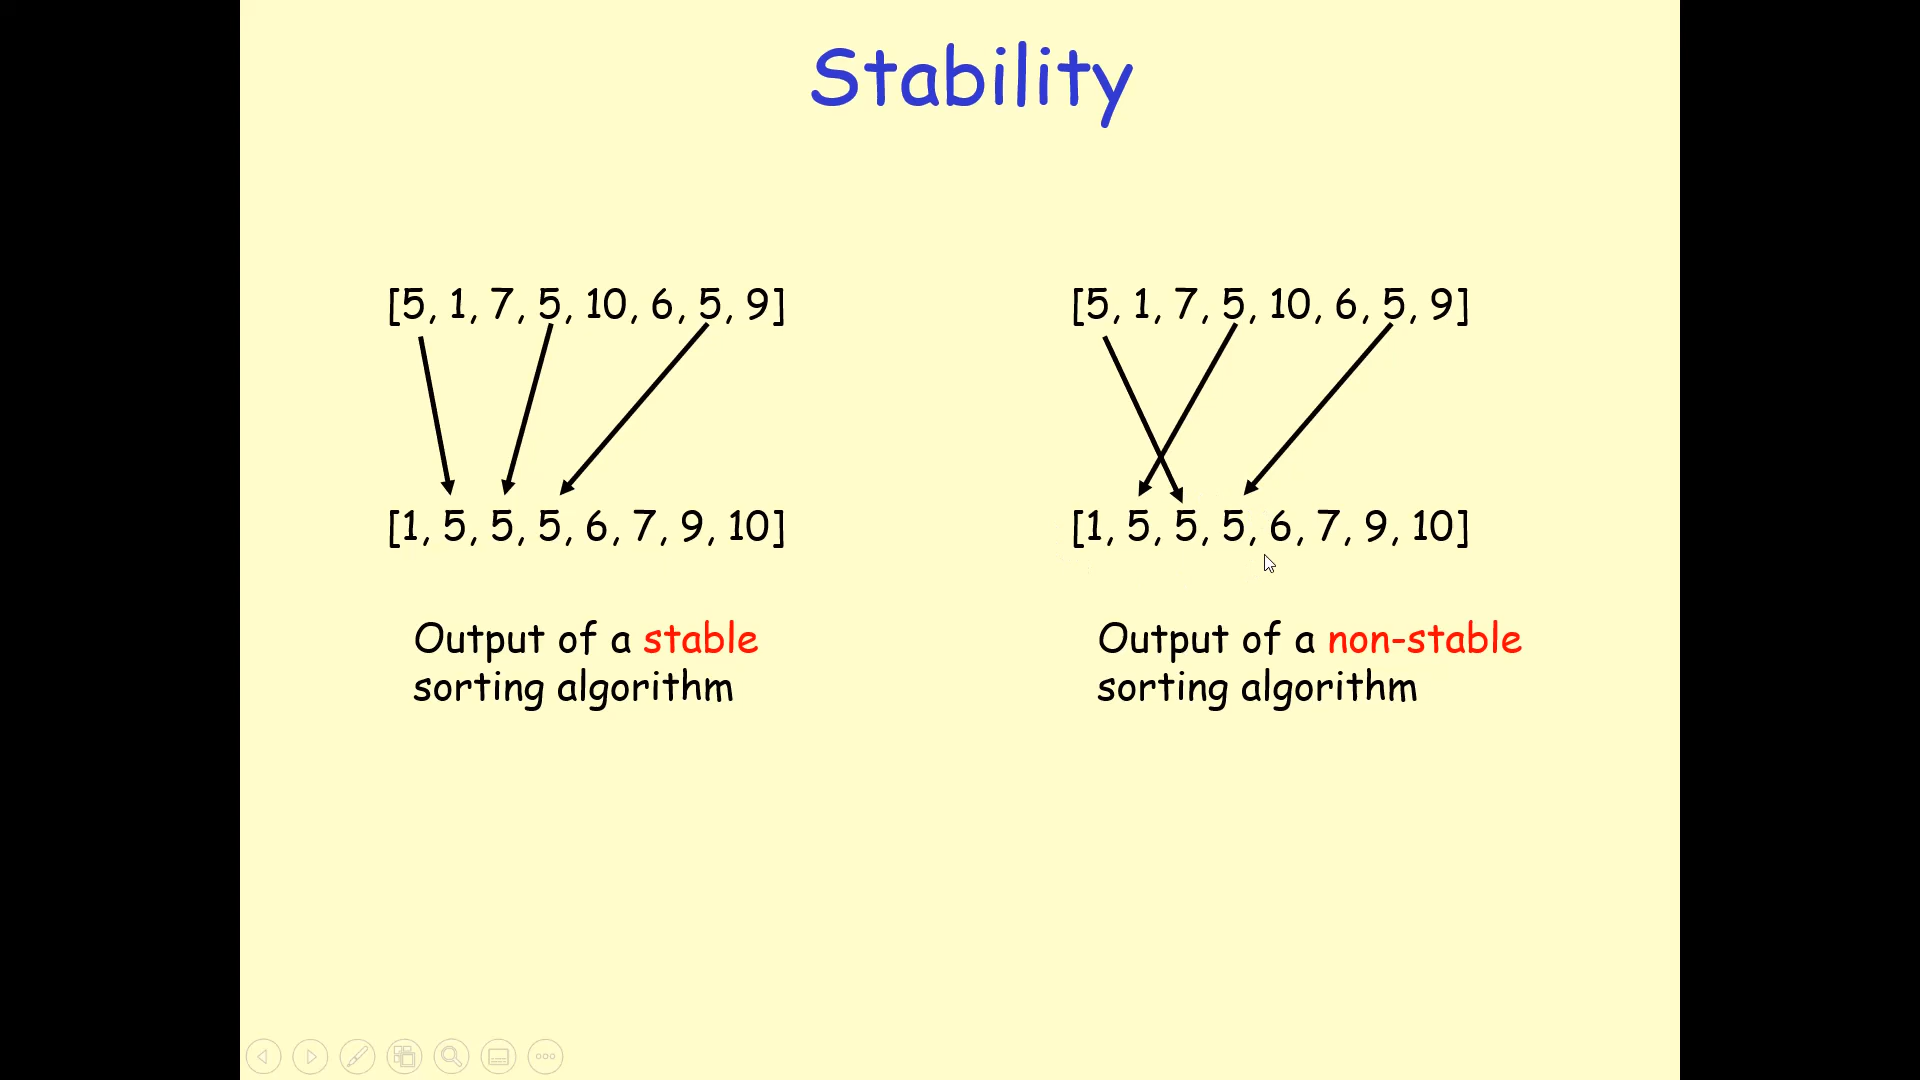 Stability
[5, 1, 7, 5, 10, 6, 5, 9]
[1, 5, 5, 5, 6, 7, 9, 10]
Output of a stable
sorting algorithm
[5, 1, 7, 5, 10, 6, 5, 9]
[1, 5, 5, 5, 6, 7, 9, 10]
Output of a non-stable
sorting algorithm